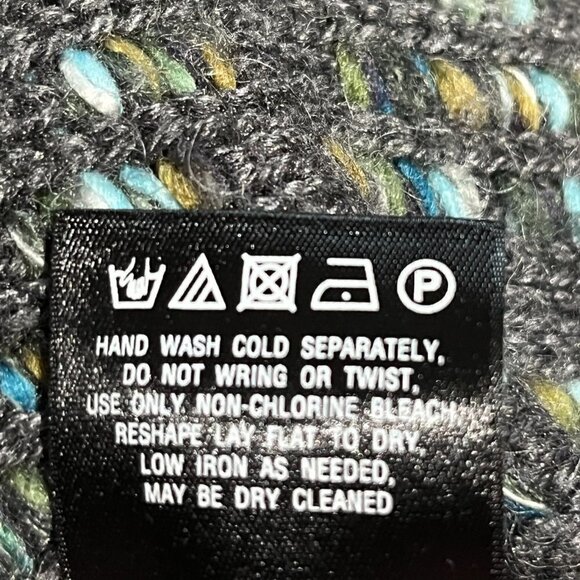 P
HAND WASH COLD SEPARATELY,
DO NOT WRING OR TWIST,
USE ONLY NON-CHLORINE BLEACH
RESHAPE LAY FLAT TO DRY,
LOW IRON AS NEEDED,
MAY BE DRY CLEANED